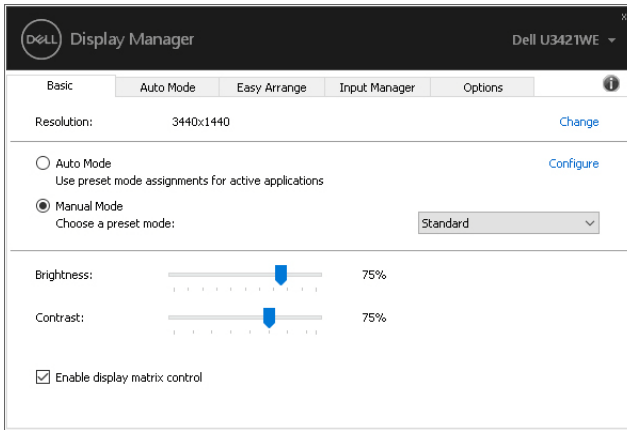 DELL Display Manager Dell U3421WE
x
Basic Auto Mode Easy Arrange Input Manager Options i
Resolution: 3440x1440 Change
Auto Mode Configure
Use preset mode assignments for active applications
Manual Mode
Choose a preset mode: Standard
Brightness: 75%
Contrast: 75%
Enable display matrix control